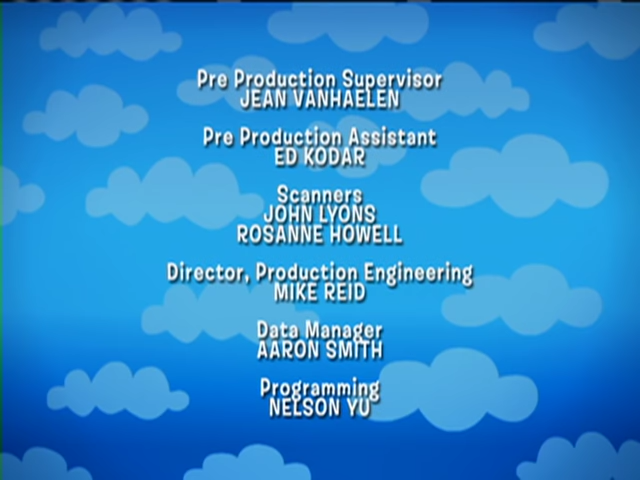 Pre Production Supervisor
JEAN VANHAELEN
Pre Production Assistant
ED KODAR
Scanners
JOHN LYONS
ROSANNE HOWELL
Director, Production Engineering
MIKE REID
Data Manager
AARON SMITH
Programming
NELSON YU